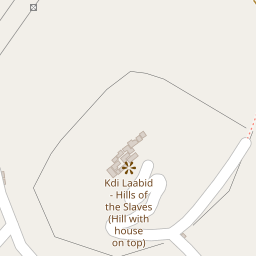 Kdi Laabid
- Hills of
the Slaves
(Hill with
house
on top)